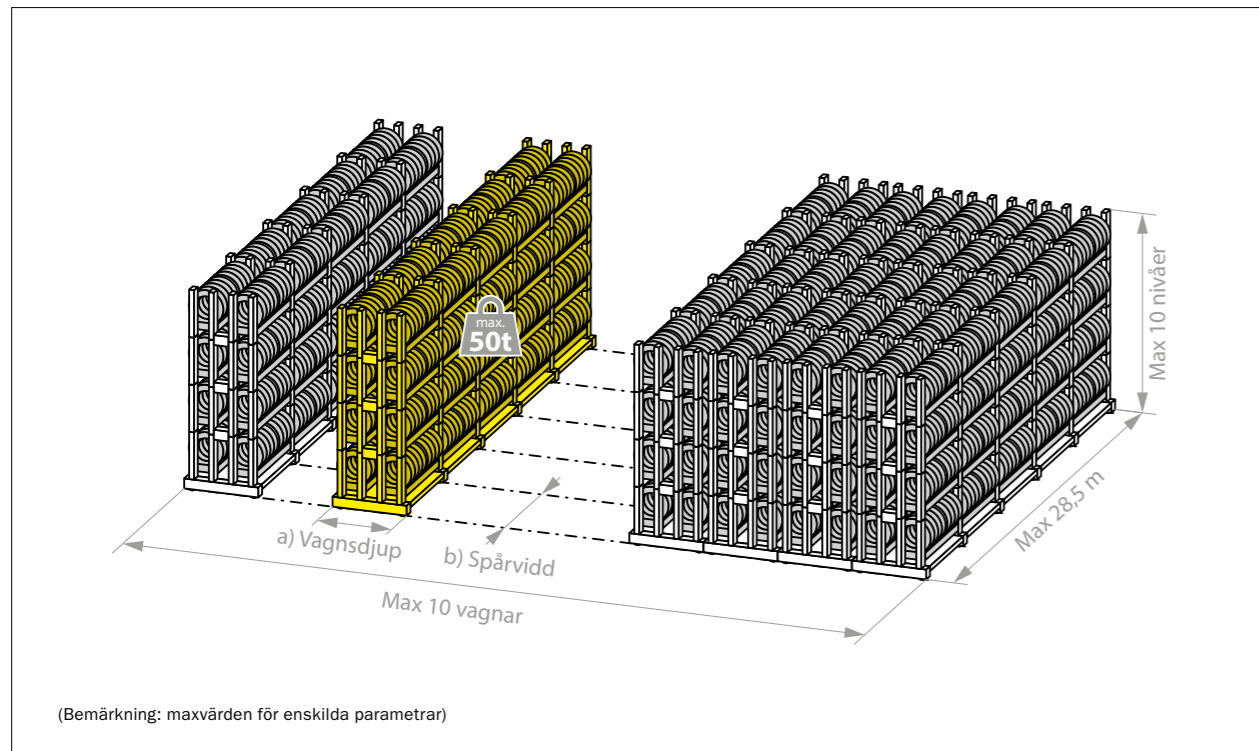 max.
50t
Max 10 nivåer
Max 28,5 m
a) Vagnsdjup
b) Spårvidd
Max 10 vagnar
(Bemärkning: maxvärden för enskilda parametrar)